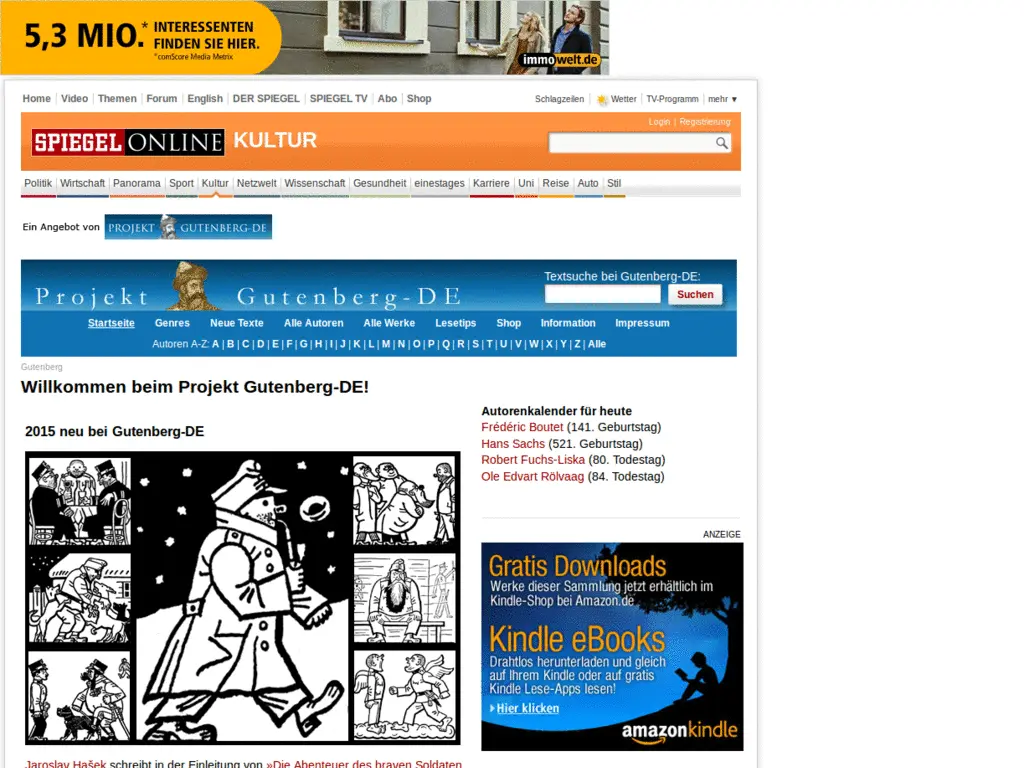 5,3 MIO.* INTERESSENTEN
FINDEN SIE HIER.
*comScore Media Metrix
immowelt.de
Home Video Themen Forum English DER SPIEGEL SPIEGEL TV Abo Shop
Schlagzeilen Wetter TV-Programm mehr ▼
Login | Registrierung
SPIEGEL ONLINE KULTUR
Politik Wirtschaft Panorama Sport Kultur Netzwelt Wissenschaft Gesundheit einestages Karriere Uni Reise Auto Stil
Ein Angebot von PROJEKT GUTENBERG-DE
Projekt Gutenberg-DE
Textsuche bei Gutenberg-DE:
Suchen
Startseite Genres Neue Texte Alle Autoren Alle Werke Lesetips Shop Information Impressum
Autoren A-Z: A | B | C | D | E | F | G | H | I | J | K | L | M | N | O | P | Q | R | S | T | U | V | W | X | Y | Z | Alle
Gutenberg
Willkommen beim Projekt Gutenberg-DE!
2015 neu bei Gutenberg-DE
Jaroslav Hašek schreibt in der Einleitung von »Die Abenteuer des braven Soldaten
Autorenkalender für heute
Frédéric Boutet (141. Geburtstag)
Hans Sachs (521. Geburtstag)
Robert Fuchs-Liska (80. Todestag)
Ole Edvart Rölvaag (84. Todestag)
ANZEIGE
Gratis Downloads
Werke dieser Sammlung jetzt erhältlich im
Kindle-Shop bei Amazon.de
Kindle eBooks
Drahtlos herunterladen und gleich
auf Ihrem Kindle oder auf gratis
Kindle Lese-Apps lesen!
Hier klicken
amazonkindle